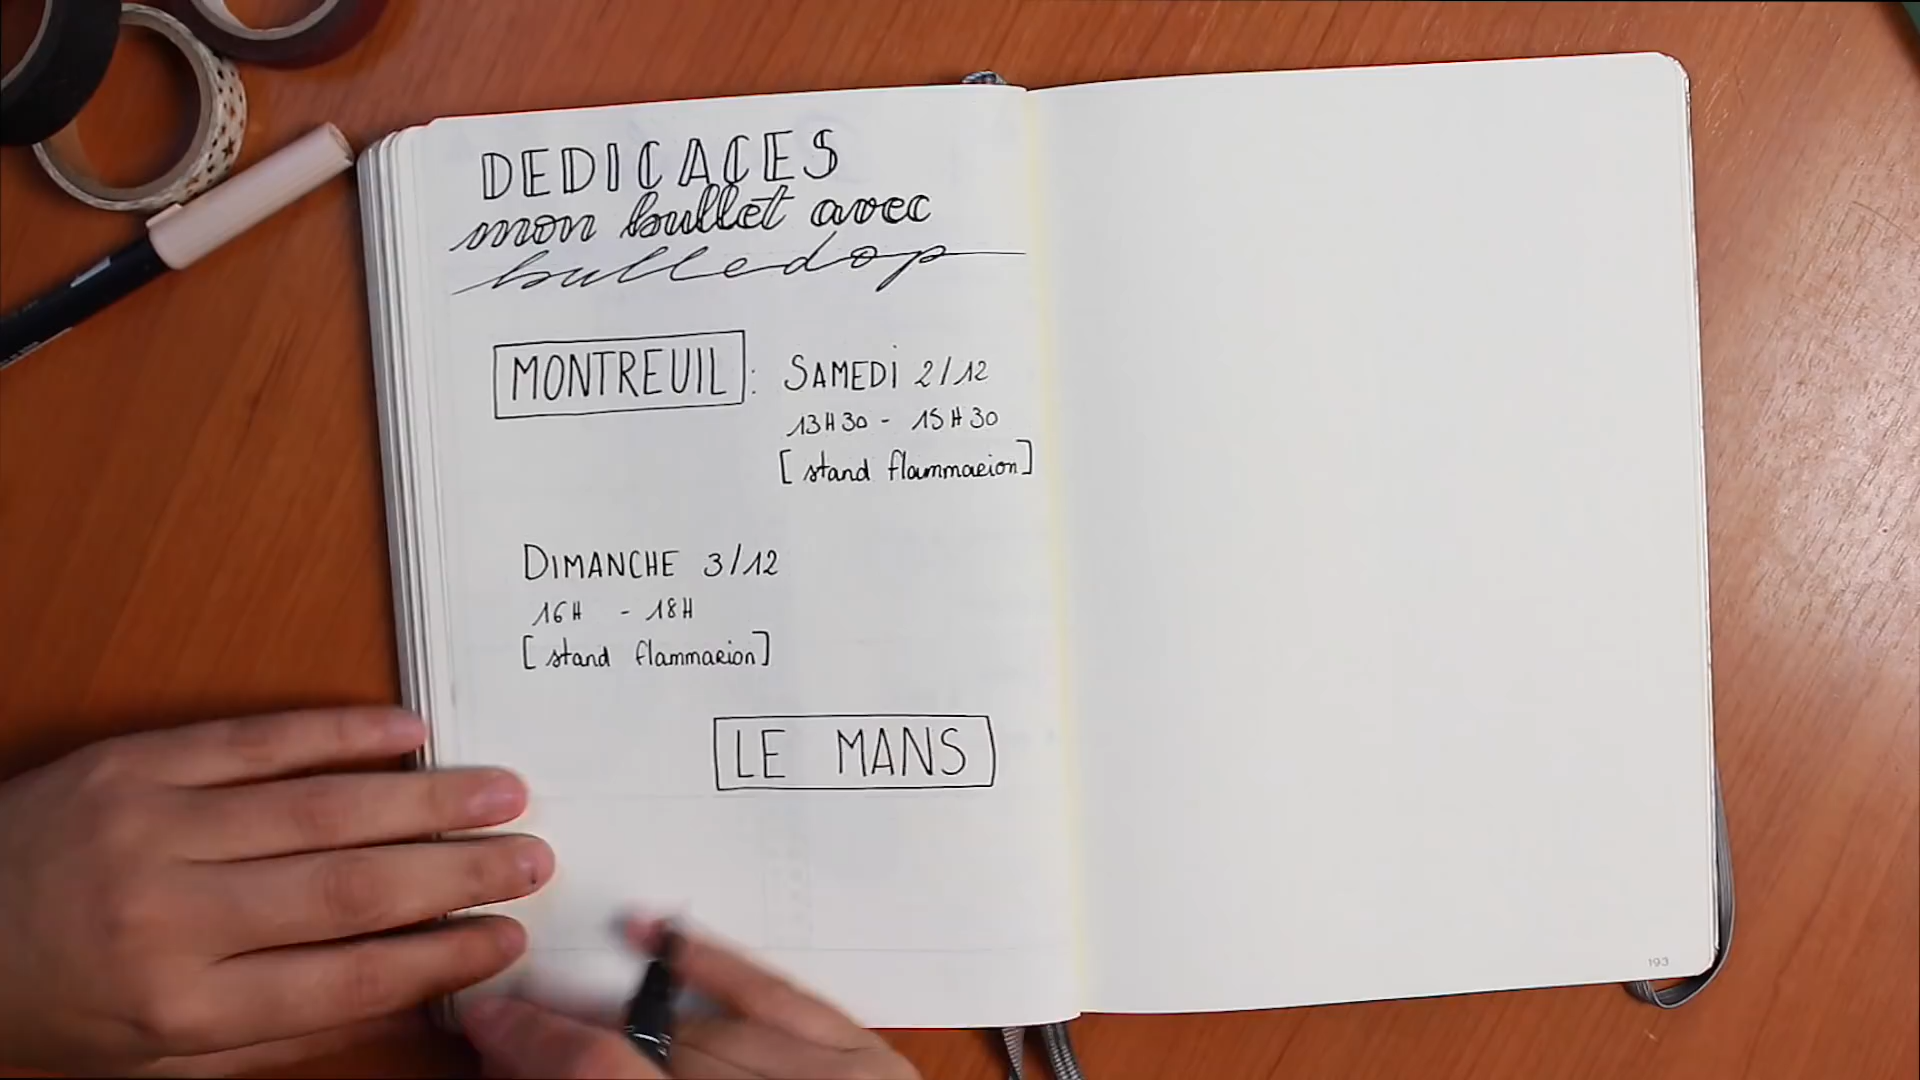 DEDICACES
mon bullet avec
bulledop
MONTREUIL : SAMEDI 2/12
13H30 - 15H30
[stand flammarion]
DIMANCHE 3/12
16H - 18H
[stand flammarion]
LE MANS
193